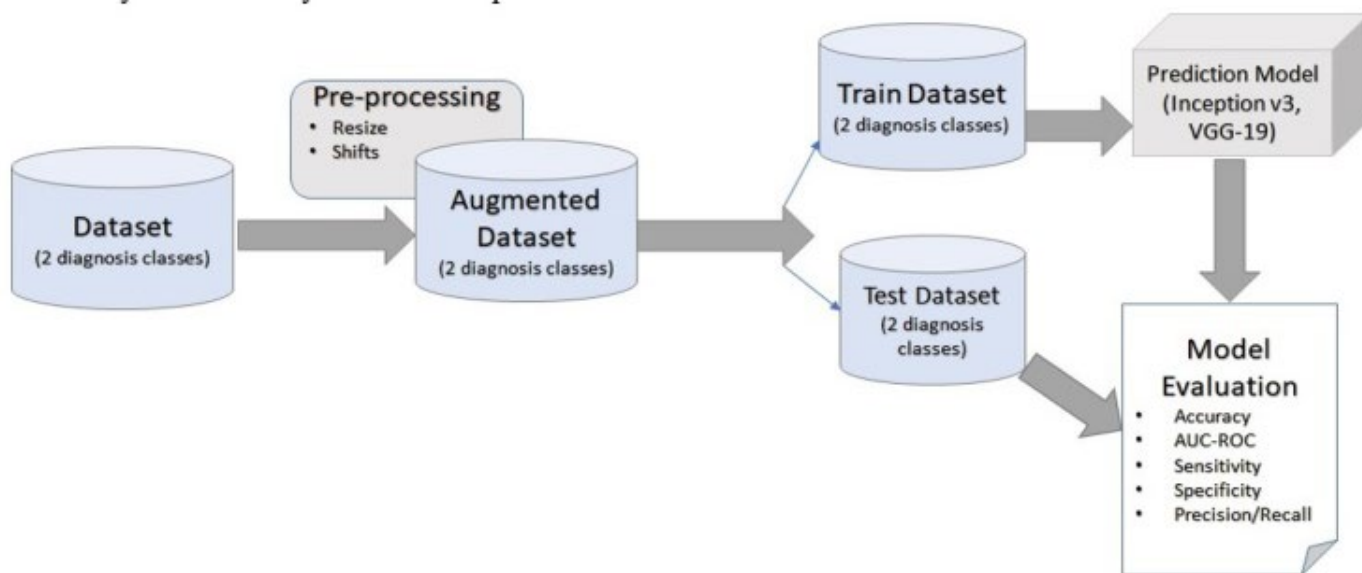 Pre-processing
• Resize
• Shifts
Dataset
(2 diagnosis classes)
Augmented
Dataset
(2 diagnosis classes)
Train Dataset
(2 diagnosis classes)
Test Dataset
(2 diagnosis
classes)
Prediction Model
(Inception v3,
VGG-19)
Model
Evaluation
• Accuracy
• AUC-ROC
• Sensitivity
• Specificity
• Precision/Recall